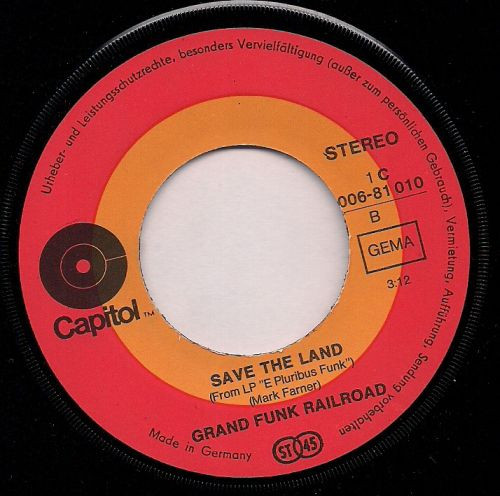 Urheber- und Leistungsschutzrechte, besonders Vervielfältigung (außer zum persönlichen Gebrauch), Vermietung, Aufführung, Sendung vorbehalten
STEREO
1 C
006-81 010
B
GEMA
3:12
Capitol TM
SAVE THE LAND
(From LP "E Pluribus Funk")
(Mark Farner)
GRAND FUNK RAILROAD
Made in Germany
ST 45